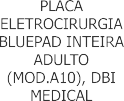 PLACA
ELETROCIRURGIA
BLUEPAD INTEIRA
ADULTO
(MOD.A10), DBI
MEDICAL